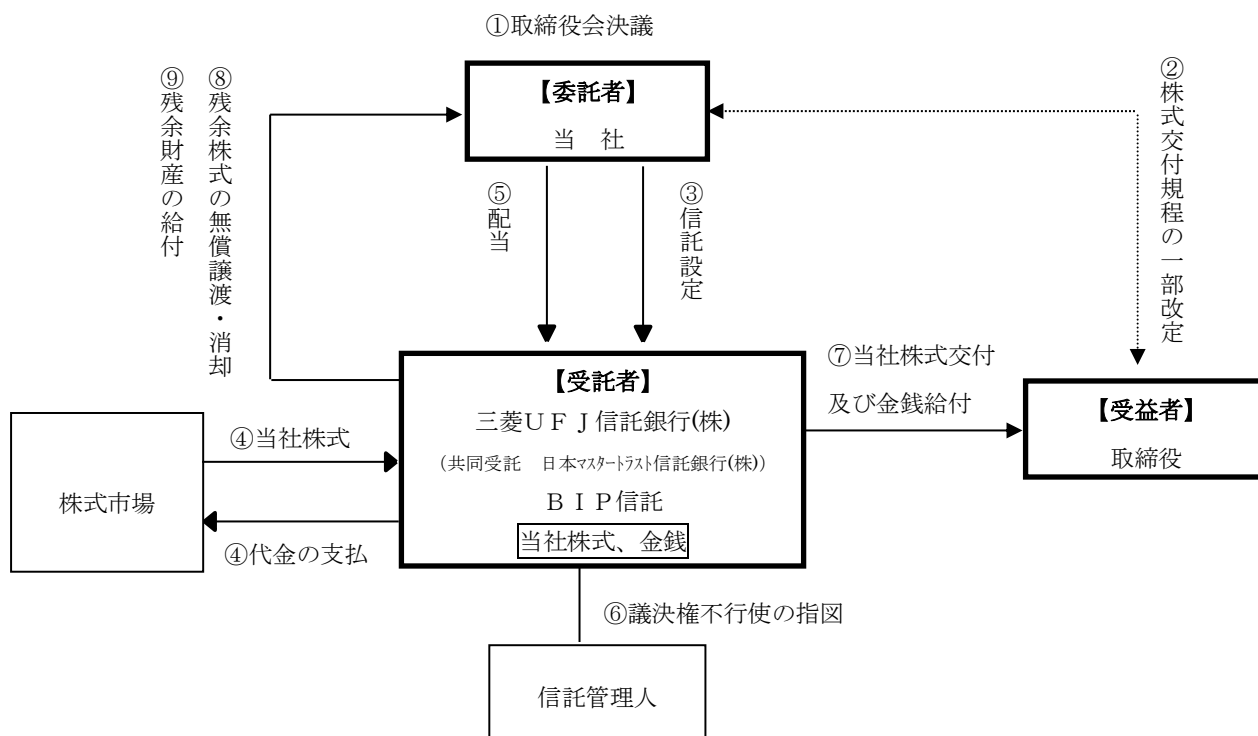 ①取締役会決議
【委託者】
当 社
⑨残余財産の給付
⑧残余株式の無償譲渡・消却
⑤配当
③信託設定
②株式交付規程の一部改定
【受託者】
三菱UFJ信託銀行(株)
(共同受託 日本ﾏｽﾀｰﾄﾗｽﾄ信託銀行(株))
BIP信託
当社株式、金銭
⑦当社株式交付
及び金銭給付
【受益者】
取締役
④当社株式
株式市場
④代金の支払
⑥議決権不行使の指図
信託管理人